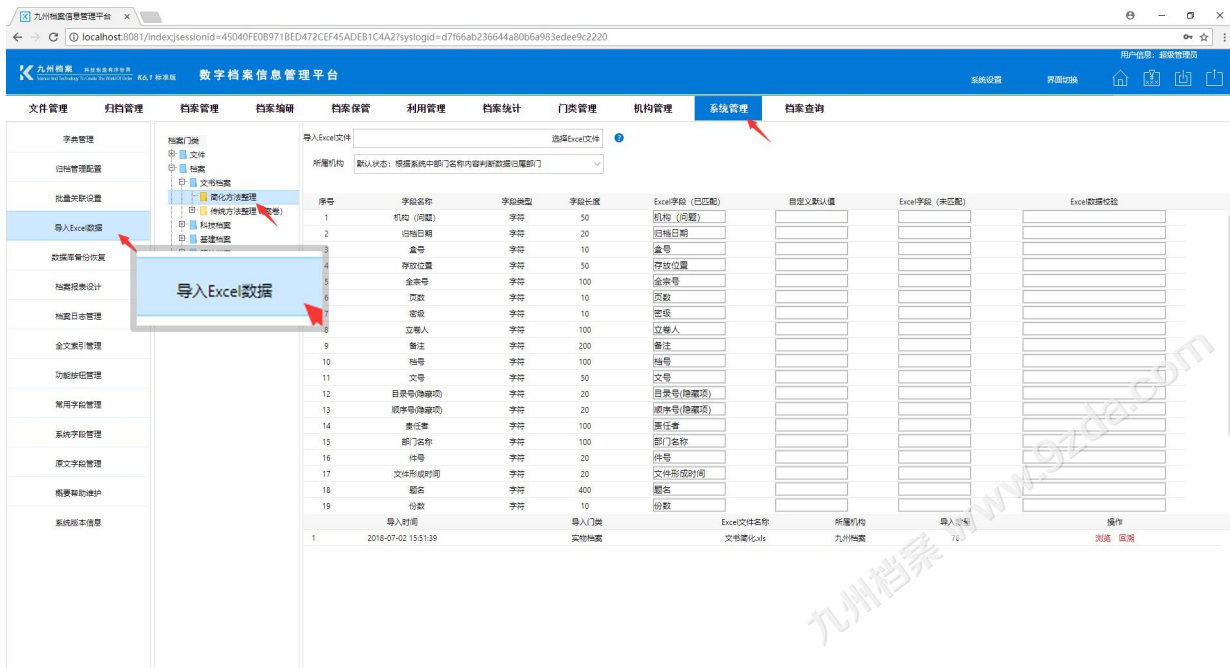 九州档案信息管理平台
localhost:8081/index;jsessionid=45040FE0B971BED472CEF45ADEB1C4A2?syslogid=d7f66ab236644a80b6a983edee9c2220
用户信息：超级管理员
九州档案 科技创造有序世界
Science And Technology To Create The World Of Order K6.1 标准版
数字档案信息管理平台
系统设置 界面切换
文件管理 归档管理 档案管理 档案编研 档案保管 利用管理 档案统计 门类管理 机构管理 系统管理 档案查询
字典管理
归档管理配置
批量关联设置
导入Excel数据
数据库备份恢复
档案报表设计
档案日志管理
全文索引管理
功能按钮管理
常用字段管理
系统字段管理
原文字段管理
概要帮助维护
系统版本信息
档案门类
文件
档案
文书档案
简化方法整理
传统方法整理
科技档案
基建档案
导入Excel数据
导入Excel文件 选择Excel文件
所属机构 默认状态：根据系统中部门名称内容判断数据归属部门
序号 字段名称 字段类型 字段长度 Excel字段（已匹配） 自定义默认值 Excel字段（未匹配） Excel数据校验
1 机构（问题） 字符 50 机构（问题）
2 归档日期 字符 20 归档日期
3 盒号 字符 10 盒号
4 存放位置 字符 50 存放位置
5 全宗号 字符 100 全宗号
6 页数 字符 10 页数
7 密级 字符 10 密级
8 立卷人 字符 100 立卷人
9 备注 字符 200 备注
10 档号 字符 100 档号
11 文号 字符 50 文号
12 目录号(隐藏项) 字符 20 目录号(隐藏项)
13 顺序号(隐藏项) 字符 20 顺序号(隐藏项)
14 责任者 字符 100 责任者
15 部门名称 字符 100 部门名称
16 件号 字符 20 件号
17 文件形成时间 字符 20 文件形成时间
18 题名 字符 400 题名
19 份数 字符 10 份数
导入时间 导入门类 Excel文件名称 所属机构 导入数量 操作
1 2018-07-02 15:51:39 实物档案 文书简化.xls 九州档案 76 浏览 回溯
九州档案 www.9zda.com